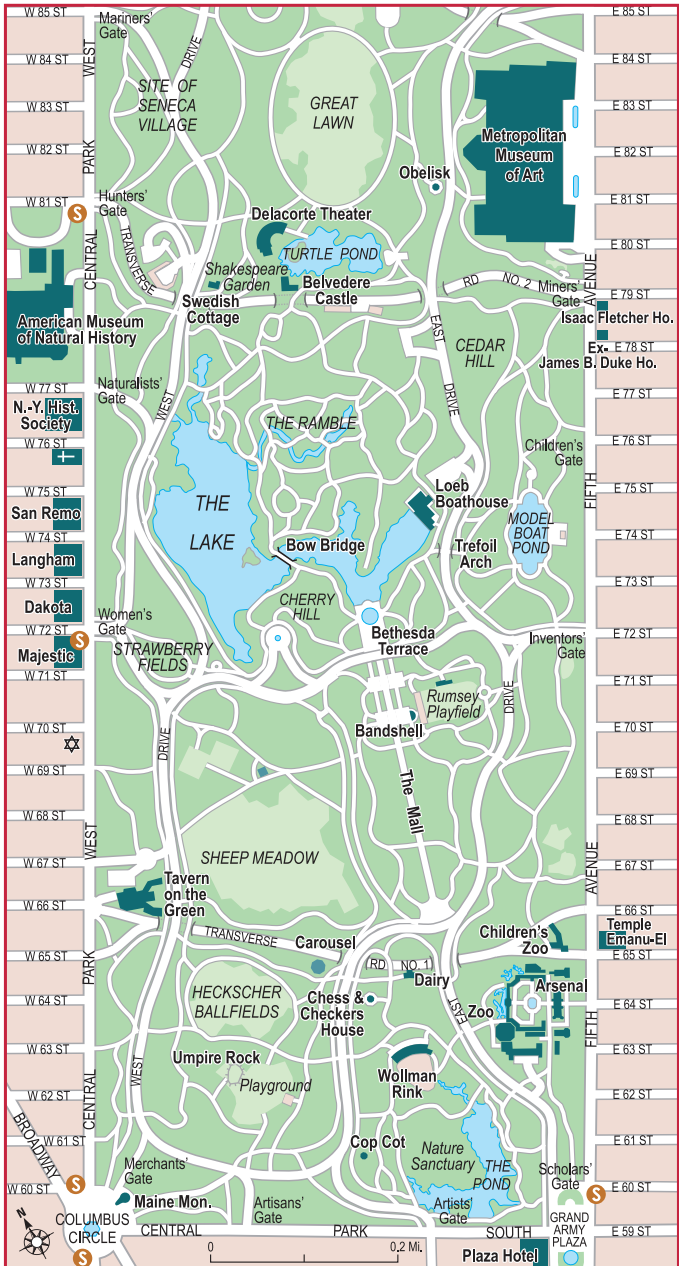 W 85 ST
Mariners'
Gate
E 85 ST
WEST
DRIVE
W 84 ST
E 84 ST
SITE OF
SENECA
VILLAGE
GREAT
LAWN
W 83 ST
E 83 ST
Metropolitan
Museum
of Art
W 82 ST
E 82 ST
PARK
Obelisk
W 81 ST
S
Hunters'
Gate
E 81 ST
Delacorte Theater
TURTLE POND
E 80 ST
CENTRAL
TRANSVERSE
Shakespeare
Garden
Belvedere
Castle
RD NO. 2
Miners'
Gate
AVENUE
E 79 ST
Swedish
Cottage
Isaac Fletcher Ho.
American Museum
of Natural History
EAST
DRIVE
CEDAR
HILL
E 78 ST
Ex-
James B. Duke Ho.
W 77 ST
Naturalists'
Gate
WEST
E 77 ST
N.-Y. Hist.
Society
THE RAMBLE
W 76 ST
E 76 ST
Children's
Gate
W 75 ST
E 75 ST
FIFTH
San Remo
THE
LAKE
Loeb
Boathouse
MODEL
BOAT
POND
W 74 ST
E 74 ST
Langham
Bow Bridge
Trefoil
Arch
W 73 ST
E 73 ST
Dakota
CHERRY
HILL
Women's
Gate
W 72 ST
S
Majestic
STRAWBERRY
FIELDS
Bethesda
Terrace
Inventors'
Gate
E 72 ST
W 71 ST
E 71 ST
Rumsey
Playfield
DRIVE
W 70 ST
DRIVE
Bandshell
E 70 ST
W 69 ST
E 69 ST
The Mall
W 68 ST
E 68 ST
WEST
SHEEP MEADOW
W 67 ST
E 67 ST
AVENUE
Tavern
on the
Green
W 66 ST
E 66 ST
TRANSVERSE
Carousel
RD NO. 1
Children's
Zoo
Temple
Emanu-El
W 65 ST
E 65 ST
PARK
Dairy
EAST
HECKSCHER
BALLFIELDS
Chess &
Checkers
House
Zoo
Arsenal
W 64 ST
E 64 ST
FIFTH
W 63 ST
E 63 ST
WEST
Umpire Rock
Playground
Wollman
Rink
W 62 ST
E 62 ST
CENTRAL
BROADWAY
W 61 ST
E 61 ST
Cop Cot
Nature
Sanctuary
THE
POND
Merchants'
Gate
Scholars'
Gate
W 60 ST
S
S
E 60 ST
Maine Mon.
Artisans'
Gate
Artists'
Gate
N
COLUMBUS
CIRCLE
CENTRAL PARK SOUTH
GRAND
ARMY
PLAZA
E 59 ST
S
0 0.2 Mi.
Plaza Hotel